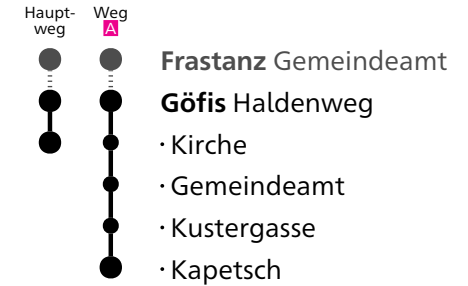 Haupt- Weg
weg A
Frastanz Gemeindeamt
Göfis Haldenweg
· Kirche
· Gemeindeamt
· Kustergasse
· Kapetsch